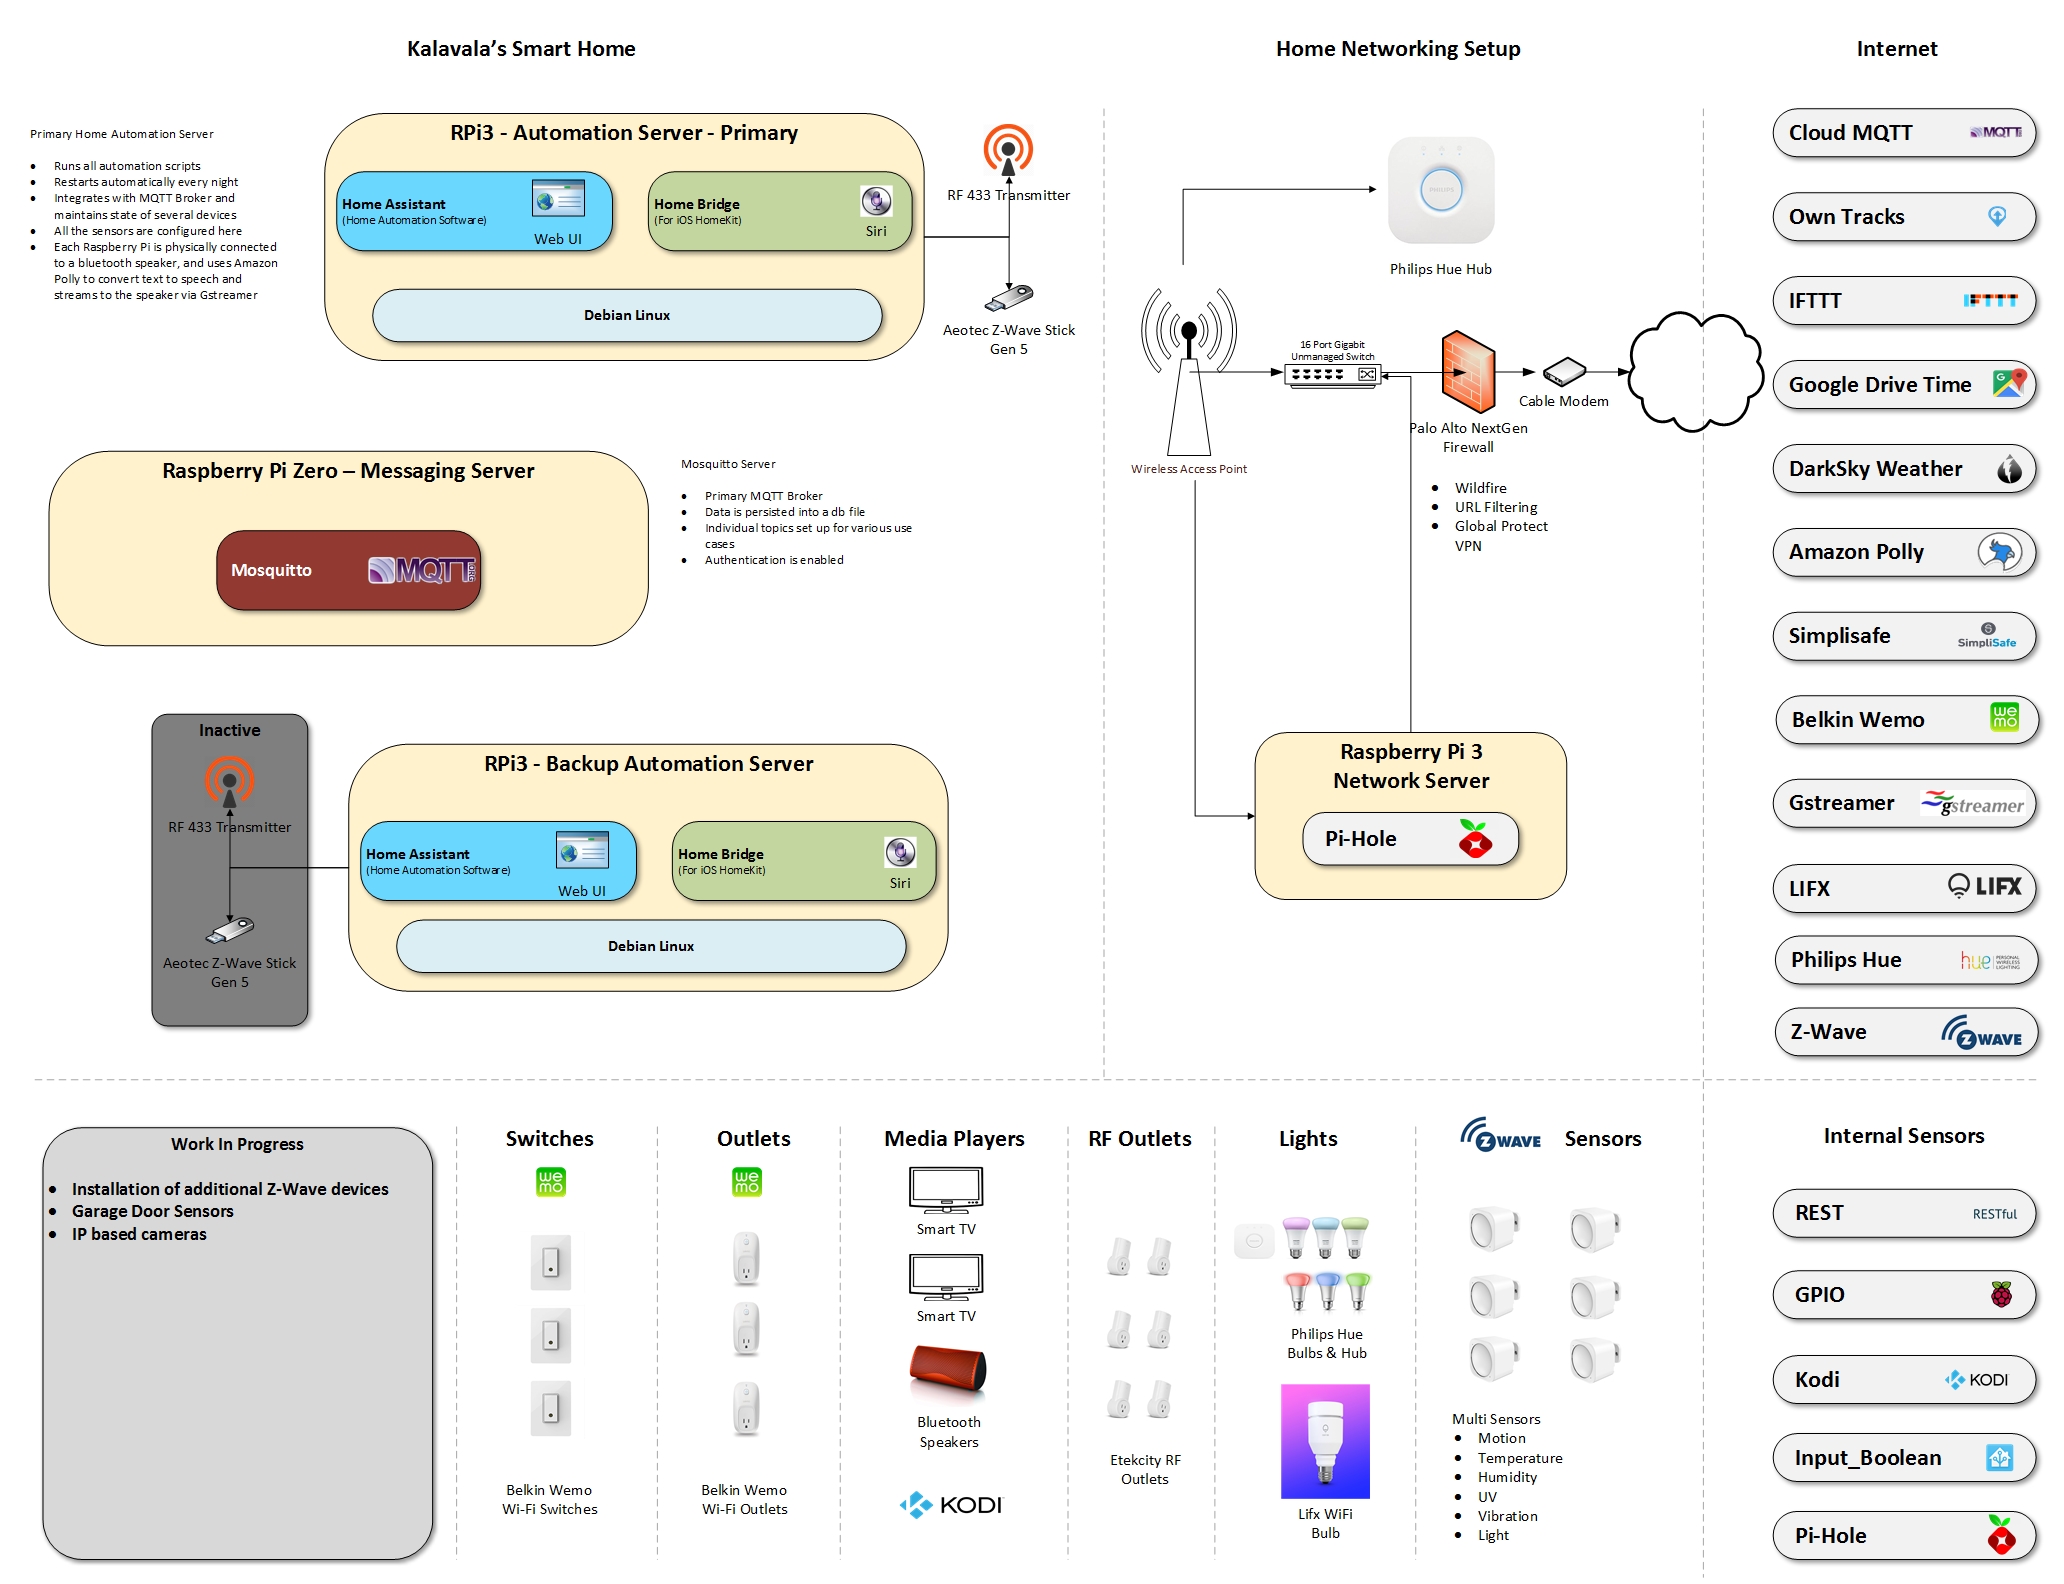 Kalavala's Smart Home
Home Networking Setup
Internet
Primary Home Automation Server
• Runs all automation scripts
• Restarts automatically every night
• Integrates with MQTT Broker and
maintains state of several devices
• All the sensors are configured here
• Each Raspberry Pi is physically connected
to a bluetooth speaker, and uses Amazon
Polly to convert text to speech and
streams to the speaker via Gstreamer
RPi3 - Automation Server - Primary
Home Assistant
(Home Automation Software)
Web UI
Home Bridge
(For iOS HomeKit)
Siri
Debian Linux
RF 433 Transmitter
Aeotec Z-Wave Stick
Gen 5
Raspberry Pi Zero – Messaging Server
Mosquitto
MQTT.ORG
Mosquitto Server
• Primary MQTT Broker
• Data is persisted into a db file
• Individual topics set up for various use
cases
• Authentication is enabled
Inactive
RF 433 Transmitter
Aeotec Z-Wave Stick
Gen 5
RPi3 - Backup Automation Server
Home Assistant
(Home Automation Software)
Web UI
Home Bridge
(For iOS HomeKit)
Siri
Debian Linux
PHILIPS
Philips Hue Hub
Wireless Access Point
16 Port Gigabit
Unmanaged Switch
Palo Alto NextGen
Firewall
• Wildfire
• URL Filtering
• Global Protect
VPN
Cable Modem
Raspberry Pi 3
Network Server
Pi-Hole
Cloud MQTT
MQTT
Own Tracks
IFTTT
IFTTT
Google Drive Time
G
DarkSky Weather
Amazon Polly
Simplisafe
S
SimpliSafe
Belkin Wemo
we
mo
Gstreamer
gstreamer
LIFX
LIFX
Philips Hue
hue PERSONAL
WIRELESS
LIGHTING
Z-Wave
Z WAVE
Work In Progress
• Installation of additional Z-Wave devices
• Garage Door Sensors
• IP based cameras
Switches
we
mo
Belkin Wemo
Wi-Fi Switches
Outlets
we
mo
Belkin Wemo
Wi-Fi Outlets
Media Players
Smart TV
Smart TV
Bluetooth
Speakers
KODI
RF Outlets
Etekcity RF
Outlets
Lights
Philips Hue
Bulbs & Hub
Lifx WiFi
Bulb
Z WAVE
Sensors
Multi Sensors
• Motion
• Temperature
• Humidity
• UV
• Vibration
• Light
Internal Sensors
REST
RESTful
GPIO
Kodi
KODI
Input_Boolean
Pi-Hole